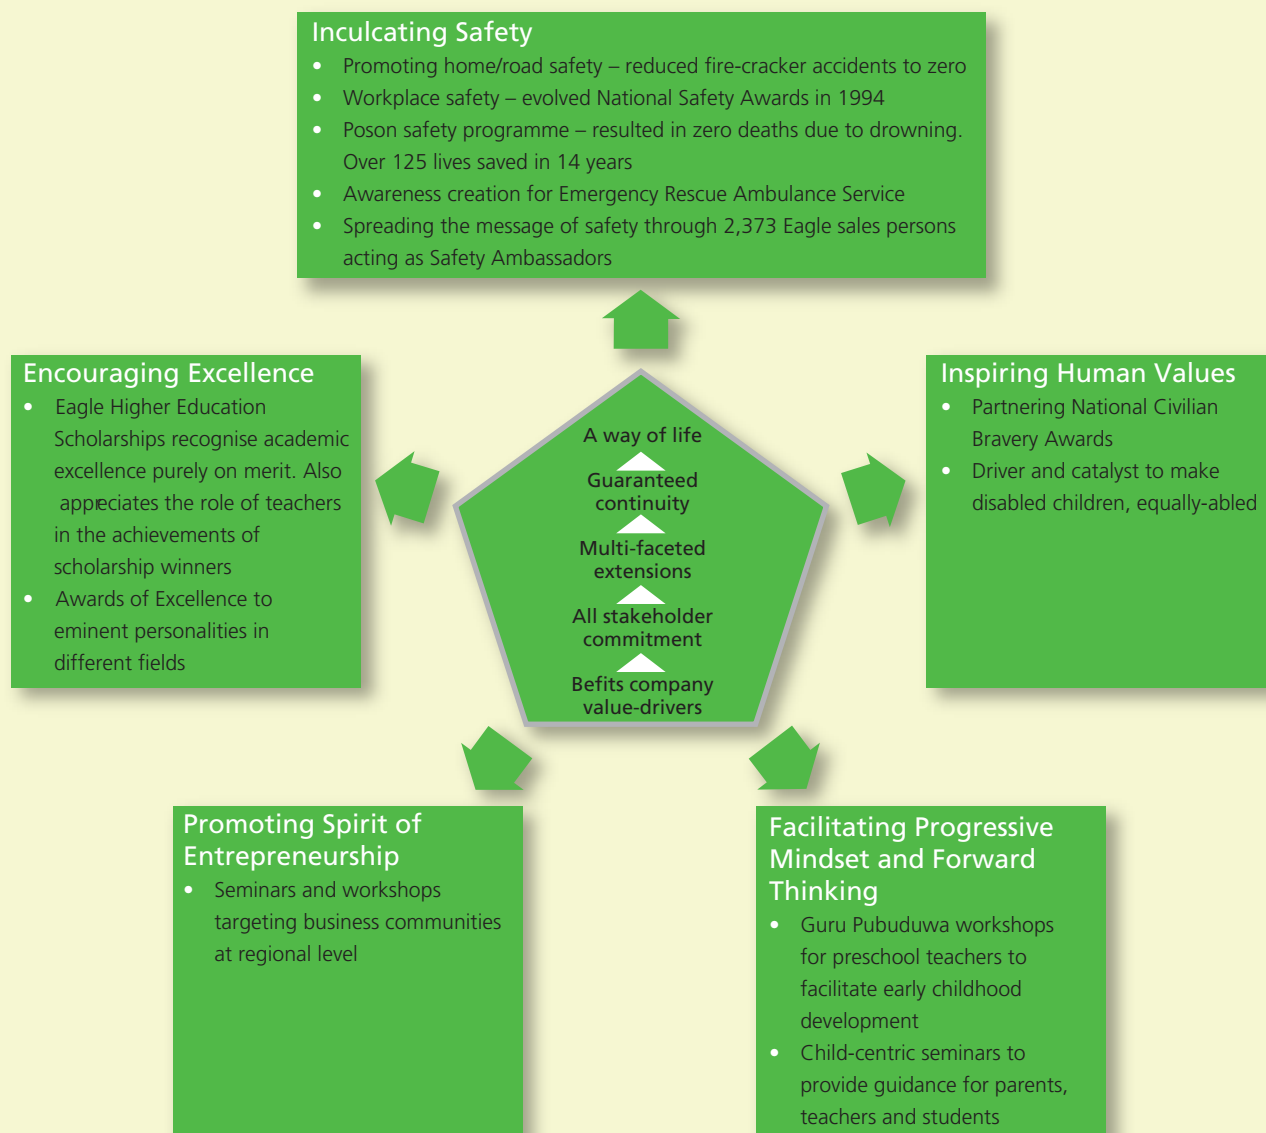 Inculcating Safety
• Promoting home/road safety – reduced fire-cracker accidents to zero
• Workplace safety – evolved National Safety Awards in 1994
• Poson safety programme – resulted in zero deaths due to drowning.
Over 125 lives saved in 14 years
• Awareness creation for Emergency Rescue Ambulance Service
• Spreading the message of safety through 2,373 Eagle sales persons
acting as Safety Ambassadors
Encouraging Excellence
• Eagle Higher Education
Scholarships recognise academic
excellence purely on merit. Also
appreciates the role of teachers
in the achievements of
scholarship winners
• Awards of Excellence to
eminent personalities in
different fields
A way of life
Guaranteed
continuity
Multi-faceted
extensions
All stakeholder
commitment
Befits company
value-drivers
Inspiring Human Values
• Partnering National Civilian
Bravery Awards
• Driver and catalyst to make
disabled children, equally-abled
Promoting Spirit of
Entrepreneurship
• Seminars and workshops
targeting business communities
at regional level
Facilitating Progressive
Mindset and Forward
Thinking
• Guru Pubuduwa workshops
for preschool teachers to
facilitate early childhood
development
• Child-centric seminars to
provide guidance for parents,
teachers and students